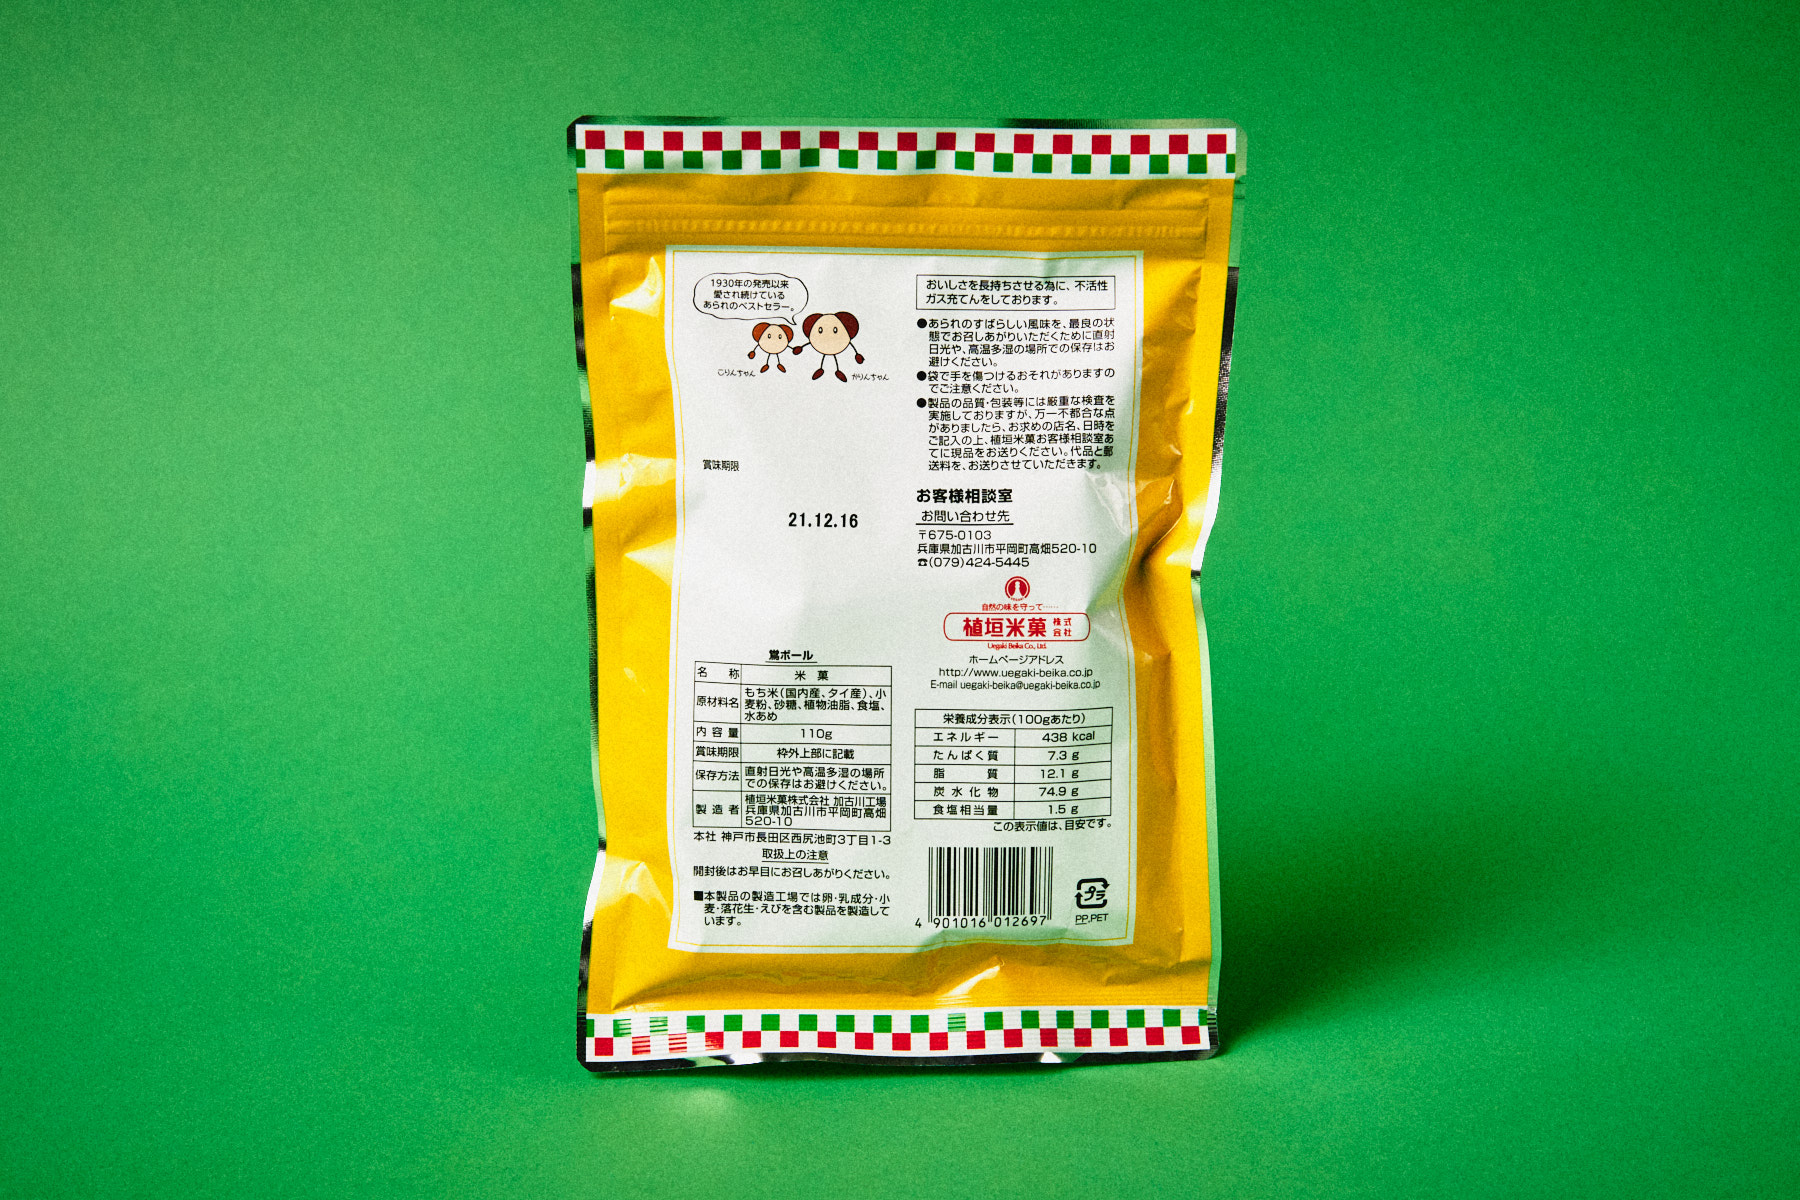 1930年の発売以来
愛され続けている
あられのベストセラー。
こりんちゃん
かりんちゃん
賞味期限
21.12.16
鴬ボール
名 称 米 菓
原材料名 もち米(国内産、タイ産)、小
麦粉、砂糖、植物油脂、食塩、
水あめ
内容量 110g
賞味期限 枠外上部に記載
保存方法 直射日光や高温多湿の場所
での保存はお避けください。
製造者 植垣米菓株式会社 加古川工場
兵庫県加古川市平岡町高畑
520-10
本社 神戸市長田区西尻池町3丁目1-3
取扱上の注意
開封後はお早目にお召しあがりください。
■本製品の製造工場では卵・乳成分・小
麦・落花生・えびを含む製品を製造して
います。
おいしさを長持ちさせる為に、不活性
ガス充てんをしております。
●あられのすばらしい風味を、最良の状
態でお召しあがりいただくために直射
日光や、高温多湿の場所での保存はお
避けください。
●袋で手を傷つけるおそれがありますの
でご注意ください。
●製品の品質・包装等には厳重な検査を
実施しておりますが、万一不都合な点
がありましたら、お求めの店名、日時を
ご記入の上、植垣米菓お客様相談室あ
てに現品をお送りください。代品と郵
送料を、お送りさせていただきます。
お客様相談室
お問い合わせ先
〒675-0103
兵庫県加古川市平岡町高畑520-10
☎(079)424-5445
自然の味を守って……
植垣米菓 株式会社
Uegaki Beika Co., Ltd.
ホームページアドレス
http://www.uegaki-beika.co.jp
E-mail uegaki-beika@uegaki-beika.co.jp
栄養成分表示(100gあたり)
エネルギー 438 kcal
たんぱく質 7.3 g
脂 質 12.1 g
炭水化物 74.9 g
食塩相当量 1.5 g
この表示値は、目安です。
4 901016 012697
プラ
PP,PET